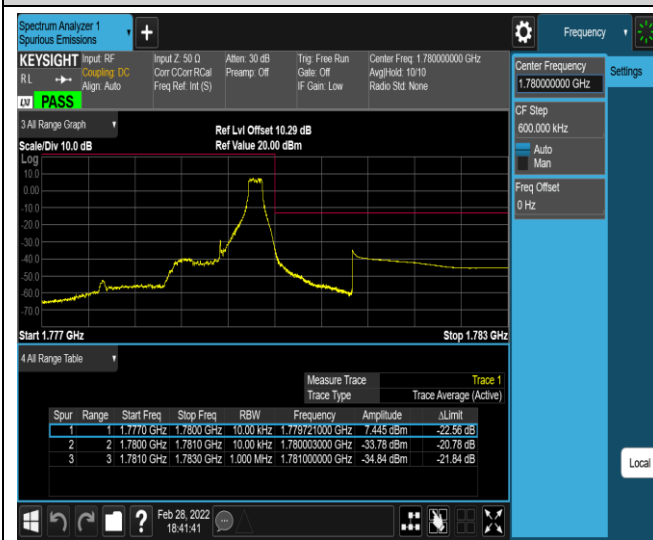 Spectrum Analyzer 1
Spurious Emissions
+
Frequency
KEYSIGHT Input: RF Input Z: 50 Ω Atten: 30 dB Trig: Free Run Center Freq: 1.780000000 GHz
RL Coupling: DC Corr CCorr RCal Preamp: Off Gate: Off Avg|Hold: 10/10
Align: Auto Freq Ref: Int (S) IF Gain: Low Radio Std: None
LXI PASS
Center Frequency
1.780000000 GHz
Settings
CF Step
600.000 kHz
Auto
Man
Freq Offset
0 Hz
3 All Range Graph
Ref Lvl Offset 10.29 dB
Scale/Div 10.0 dB Ref Value 20.00 dBm
Log
10.0
0.00
-10.0
-20.0
-30.0
-40.0
-50.0
-60.0
-70.0
Start 1.777 GHz Stop 1.783 GHz
4 All Range Table
Measure Trace Trace 1
Trace Type Trace Average (Active)
Spur Range Start Freq Stop Freq RBW Frequency Amplitude ΔLimit
1 1 1.7770 GHz 1.7800 GHz 10.00 kHz 1.779721000 GHz 7.445 dBm -22.56 dB
2 2 1.7800 GHz 1.7810 GHz 10.00 kHz 1.780003000 GHz -33.78 dBm -20.78 dB
3 3 1.7810 GHz 1.7830 GHz 1.000 MHz 1.781000000 GHz -34.84 dBm -21.84 dB
Local
?
Feb 28, 2022
18:41:41